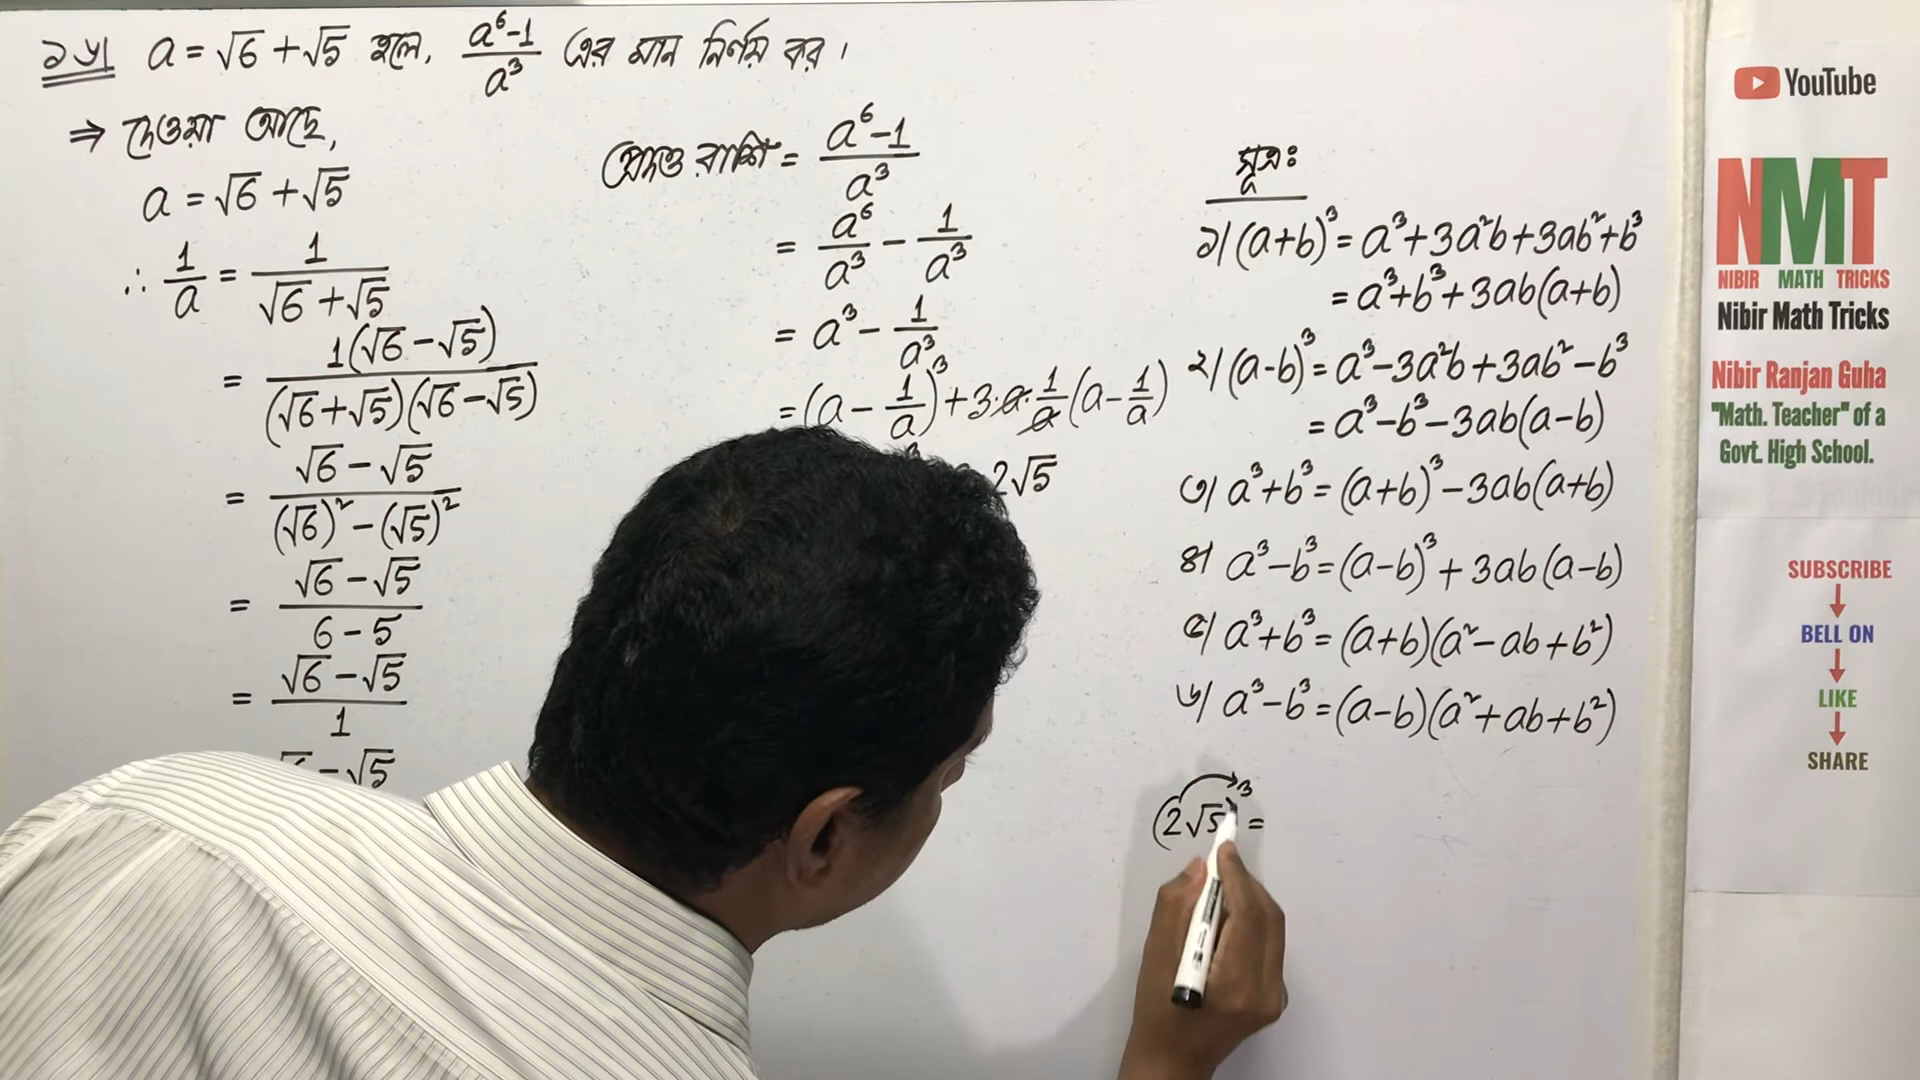 ১৬। a = √6 + √5 হলে, (a⁶-1)/a³ এর মান নির্ণয় কর।
⇒ দেওয়া আছে,
a = √6 + √5
∴ 1/a = 1/(√6 + √5)
= 1(√6 - √5)/((√6 + √5)(√6 - √5))
= (√6 - √5)/((√6)² - (√5)²)
= (√6 - √5)/(6 - 5)
= (√6 - √5)/1
- √5
প্রদত্ত রাশি = (a⁶-1)/a³
= a⁶/a³ - 1/a³
= a³ - 1/a³
= (a - 1/a)³ + 3·a·1/a (a - 1/a)
2√5
সূত্রঃ
১। (a+b)³ = a³+3a²b+3ab²+b³
= a³+b³+3ab(a+b)
২। (a-b)³ = a³-3a²b+3ab²-b³
= a³-b³-3ab(a-b)
৩। a³+b³ = (a+b)³-3ab(a+b)
৪। a³-b³ = (a-b)³+3ab(a-b)
৫। a³+b³ = (a+b)(a²-ab+b²)
৬। a³-b³ = (a-b)(a²+ab+b²)
(2√5)³ =
YouTube
NMT
NIBIR MATH TRICKS
Nibir Math Tricks
Nibir Ranjan Guha
"Math. Teacher" of a
Govt. High School.
SUBSCRIBE
BELL ON
LIKE
SHARE